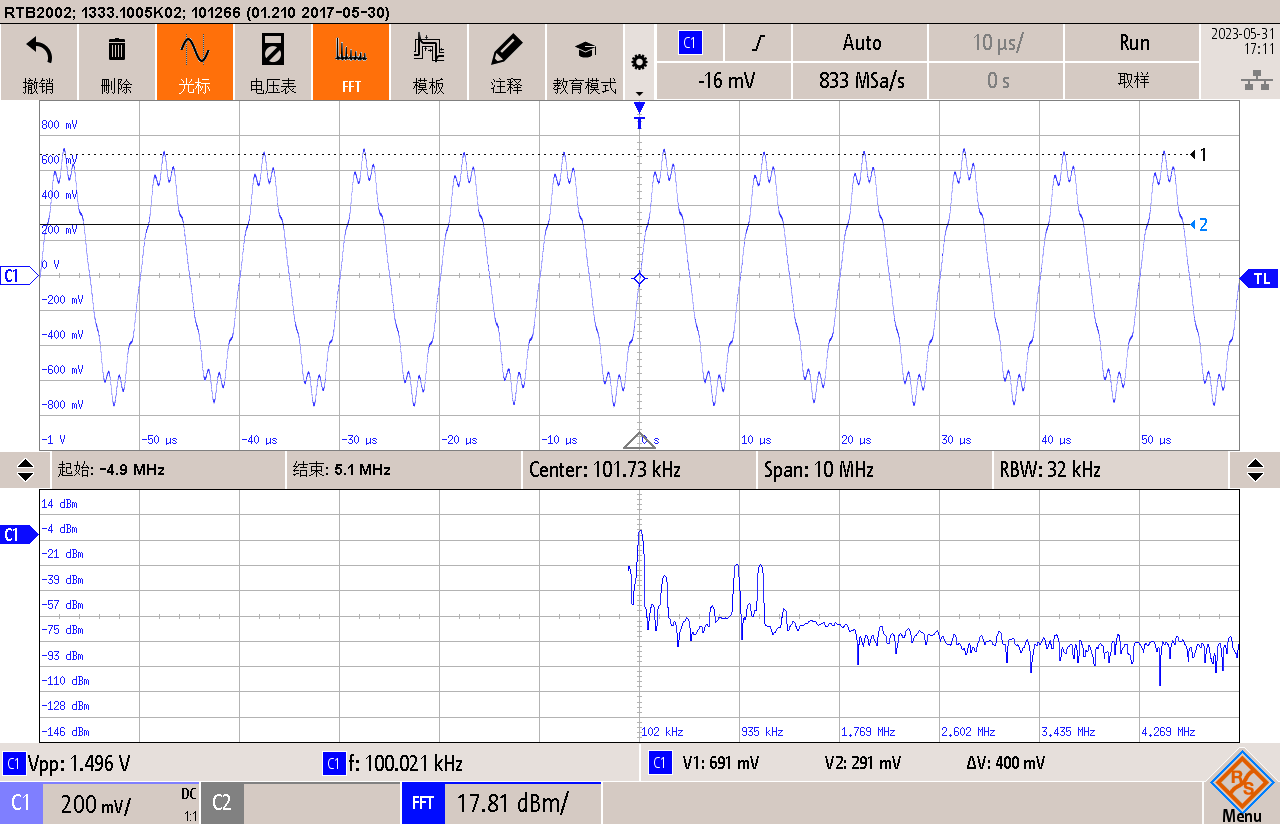 RTB2002; 1333.1005K02; 101266 (01.210 2017-05-30)
撤销 删除 光标 电压表 FFT 模板 注释 教育模式
C1 Auto 10 µs/ Run
-16 mV 833 MSa/s 0 s 取样
2023-05-31
17:11
T
800 mV
600 mV
1
400 mV
200 mV
2
C1
0 V
TL
-200 mV
-400 mV
-600 mV
-800 mV
-1 V -50 µs -40 µs -30 µs -20 µs -10 µs 0 s 10 µs 20 µs 30 µs 40 µs 50 µs
起始: -4.9 MHz 结束: 5.1 MHz Center: 101.73 kHz Span: 10 MHz RBW: 32 kHz
14 dBm
-4 dBm
C1
-21 dBm
-39 dBm
-57 dBm
-75 dBm
-93 dBm
-110 dBm
-128 dBm
-146 dBm 102 kHz 935 kHz 1,769 MHz 2,602 MHz 3,435 MHz 4,269 MHz
C1 Vpp: 1.496 V C1 f: 100.021 kHz C1 V1: 691 mV V2: 291 mV ΔV: 400 mV
C1 200 mV/ DC 1:1 C2 FFT 17.81 dBm/
R&S
Menu